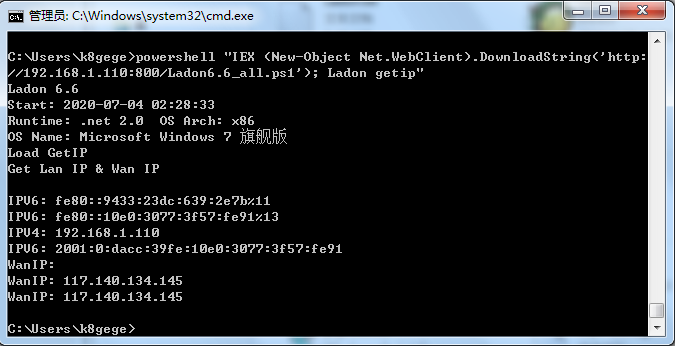 管理员: C:\Windows\system32\cmd.exe
C:\Users\k8gege>powershell "IEX (New-Object Net.WebClient).DownloadString('http:
//192.168.1.110:800/Ladon6.6_all.ps1'); Ladon getip"
Ladon 6.6
Start: 2020-07-04 02:28:33
Runtime: .net 2.0  OS Arch: x86
OS Name: Microsoft Windows 7 旗舰版
Load GetIP
Get Lan IP & Wan IP
IPV6: fe80::9433:23dc:639:2e7b%11
IPV6: fe80::10e0:3077:3f57:fe91%13
IPV4: 192.168.1.110
IPV6: 2001:0:dacc:39fe:10e0:3077:3f57:fe91
WanIP:
WanIP: 117.140.134.145
WanIP: 117.140.134.145
C:\Users\k8gege>